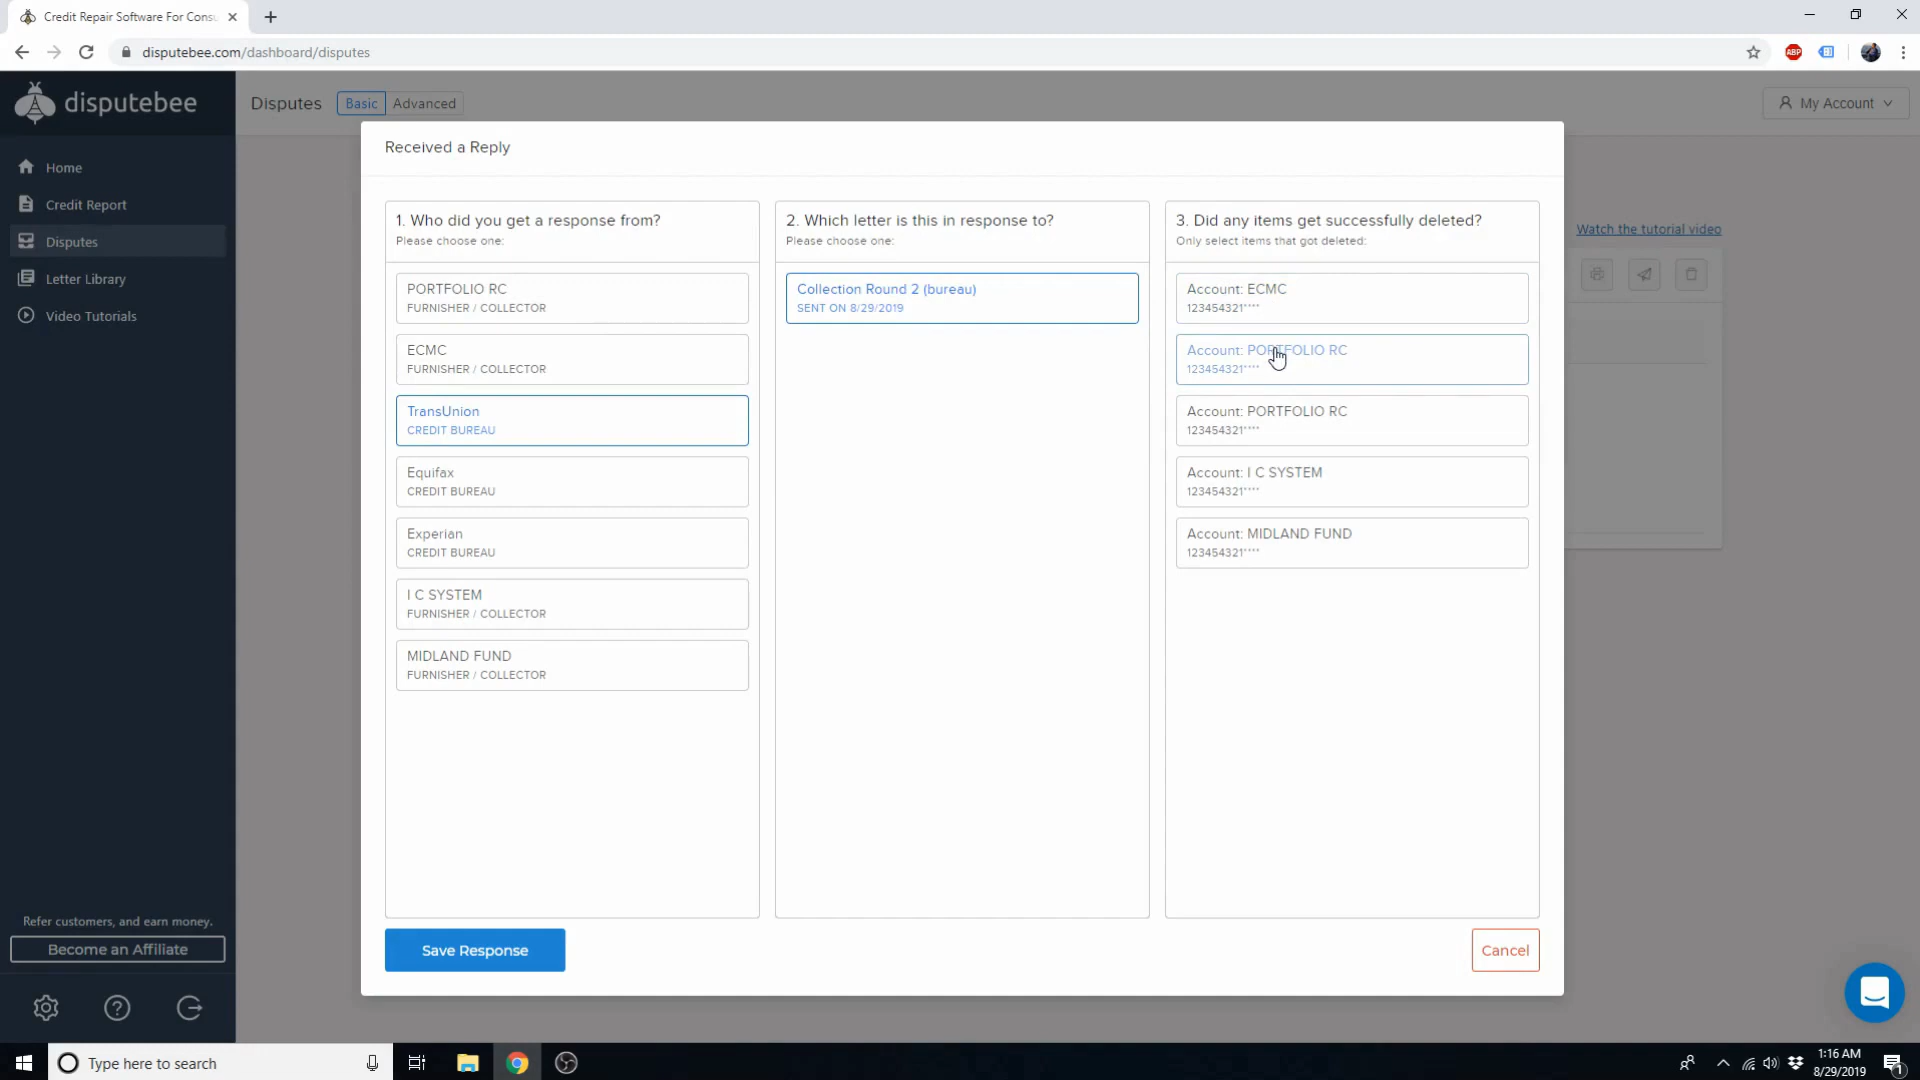 Credit Repair Software For Consu
disputebee.com/dashboard/disputes
ABP
disputebee
Disputes
Basic
Advanced
My Account
Home
Credit Report
Disputes
Letter Library
Video Tutorials
Watch the tutorial video
Received a Reply
1. Who did you get a response from?
Please choose one:
PORTFOLIO RC
FURNISHER / COLLECTOR
ECMC
FURNISHER / COLLECTOR
TransUnion
CREDIT BUREAU
Equifax
CREDIT BUREAU
Experian
CREDIT BUREAU
I C SYSTEM
FURNISHER / COLLECTOR
MIDLAND FUND
FURNISHER / COLLECTOR
2. Which letter is this in response to?
Please choose one:
Collection Round 2 (bureau)
SENT ON 8/29/2019
3. Did any items get successfully deleted?
Only select items that got deleted:
Account: ECMC
123454321****
Account: PORTFOLIO RC
123454321****
Account: PORTFOLIO RC
123454321****
Account: I C SYSTEM
123454321****
Account: MIDLAND FUND
123454321****
Save Response
Cancel
Refer customers, and earn money.
Become an Affiliate
Type here to search
1:16 AM
8/29/2019
1